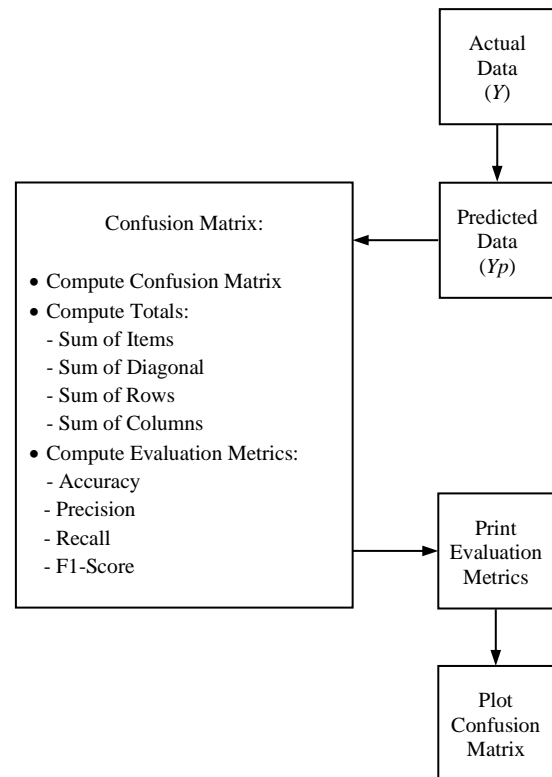 Actual
Data
(Y)
Predicted
Data
(Yp)
Confusion Matrix:
• Compute Confusion Matrix
• Compute Totals:
- Sum of Items
- Sum of Diagonal
- Sum of Rows
- Sum of Columns
• Compute Evaluation Metrics:
- Accuracy
- Precision
- Recall
- F1-Score
Print
Evaluation
Metrics
Plot
Confusion
Matrix